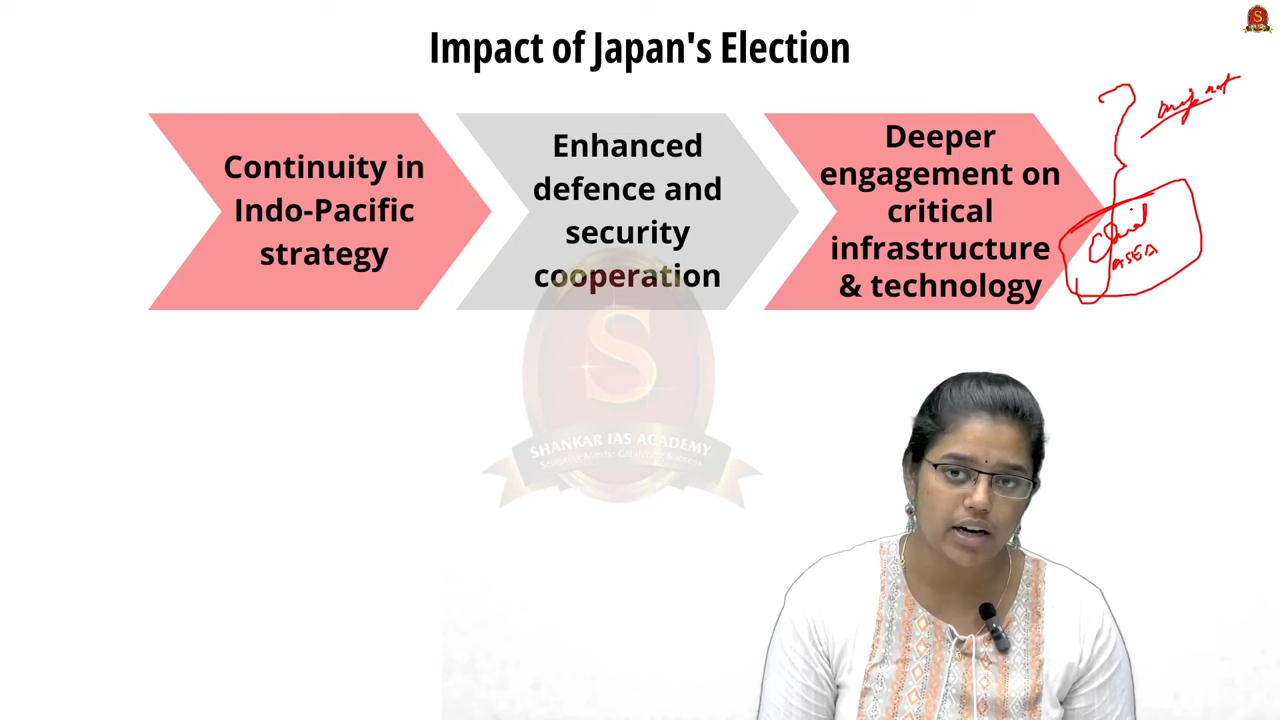 Impact of Japan's Election
Continuity in
Indo-Pacific
strategy
Enhanced
defence and
security
cooperation
Deeper
engagement on
critical
infrastructure
& technology
S
SHANKAR IAS ACADEMY